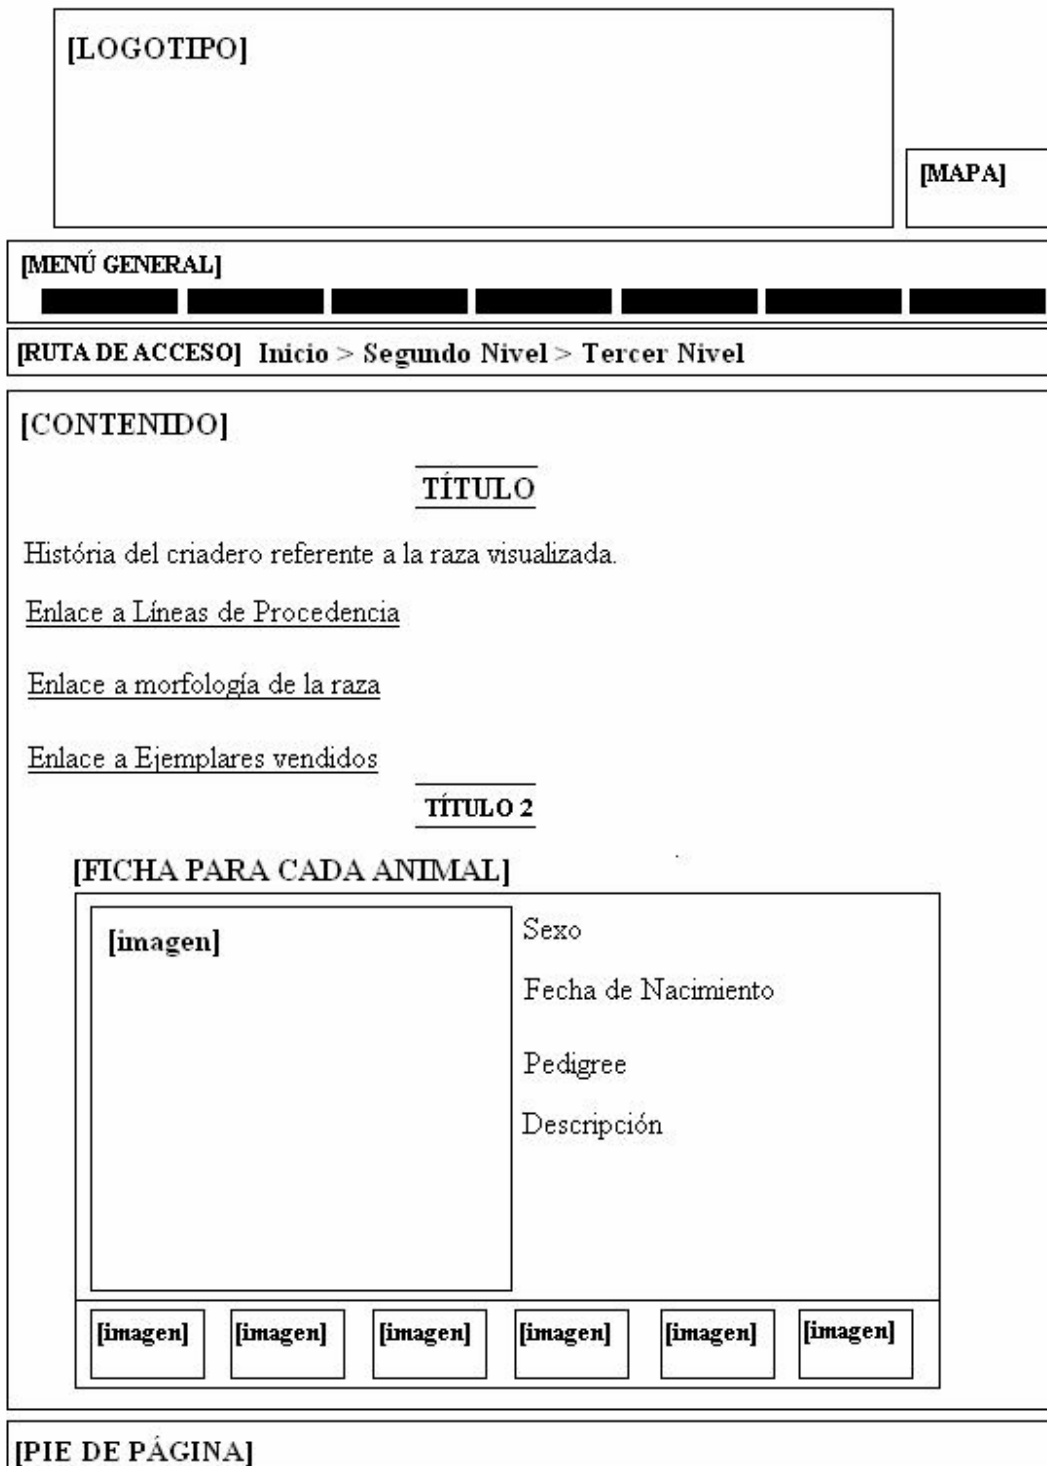 [LOGOTIPO]
[MAPA]
[MENÚ GENERAL]
[RUTA DE ACCESO] Inicio > Segundo Nivel > Tercer Nivel
[CONTENIDO]
TÍTULO
História del criadero referente a la raza visualizada.
Enlace a Líneas de Procedencia
Enlace a morfología de la raza
Enlace a Ejemplares vendidos
TÍTULO 2
[FICHA PARA CADA ANIMAL]
[imagen]
Sexo
Fecha de Nacimiento
Pedigree
Descripción
[imagen] [imagen] [imagen] [imagen] [imagen] [imagen]
[PIE DE PÁGINA]